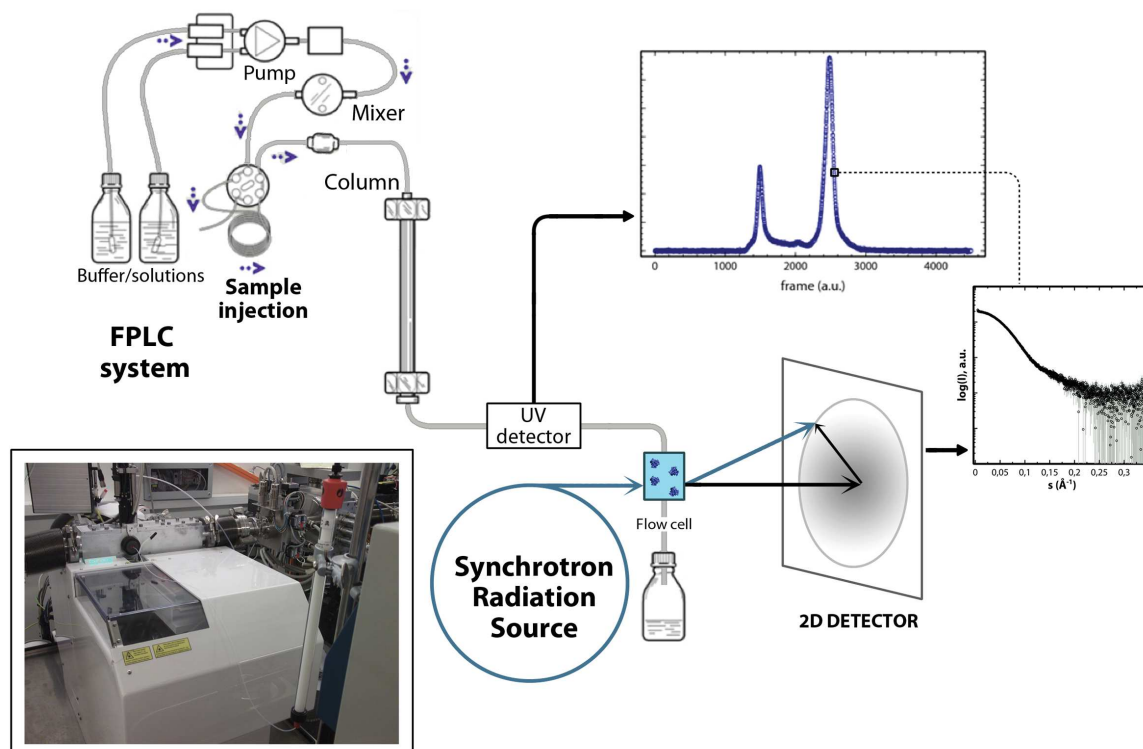 Pump
Mixer
Column
Buffer/solutions
Sample
injection
FPLC
system
UV
detector
Flow cell
Synchrotron
Radiation
Source
2D DETECTOR
0
1000
2000
3000
4000
frame (a.u.)
log(I), a.u.
0
0,05
0,1
0,15
0,2
0,25
0,3
s (Å⁻¹)